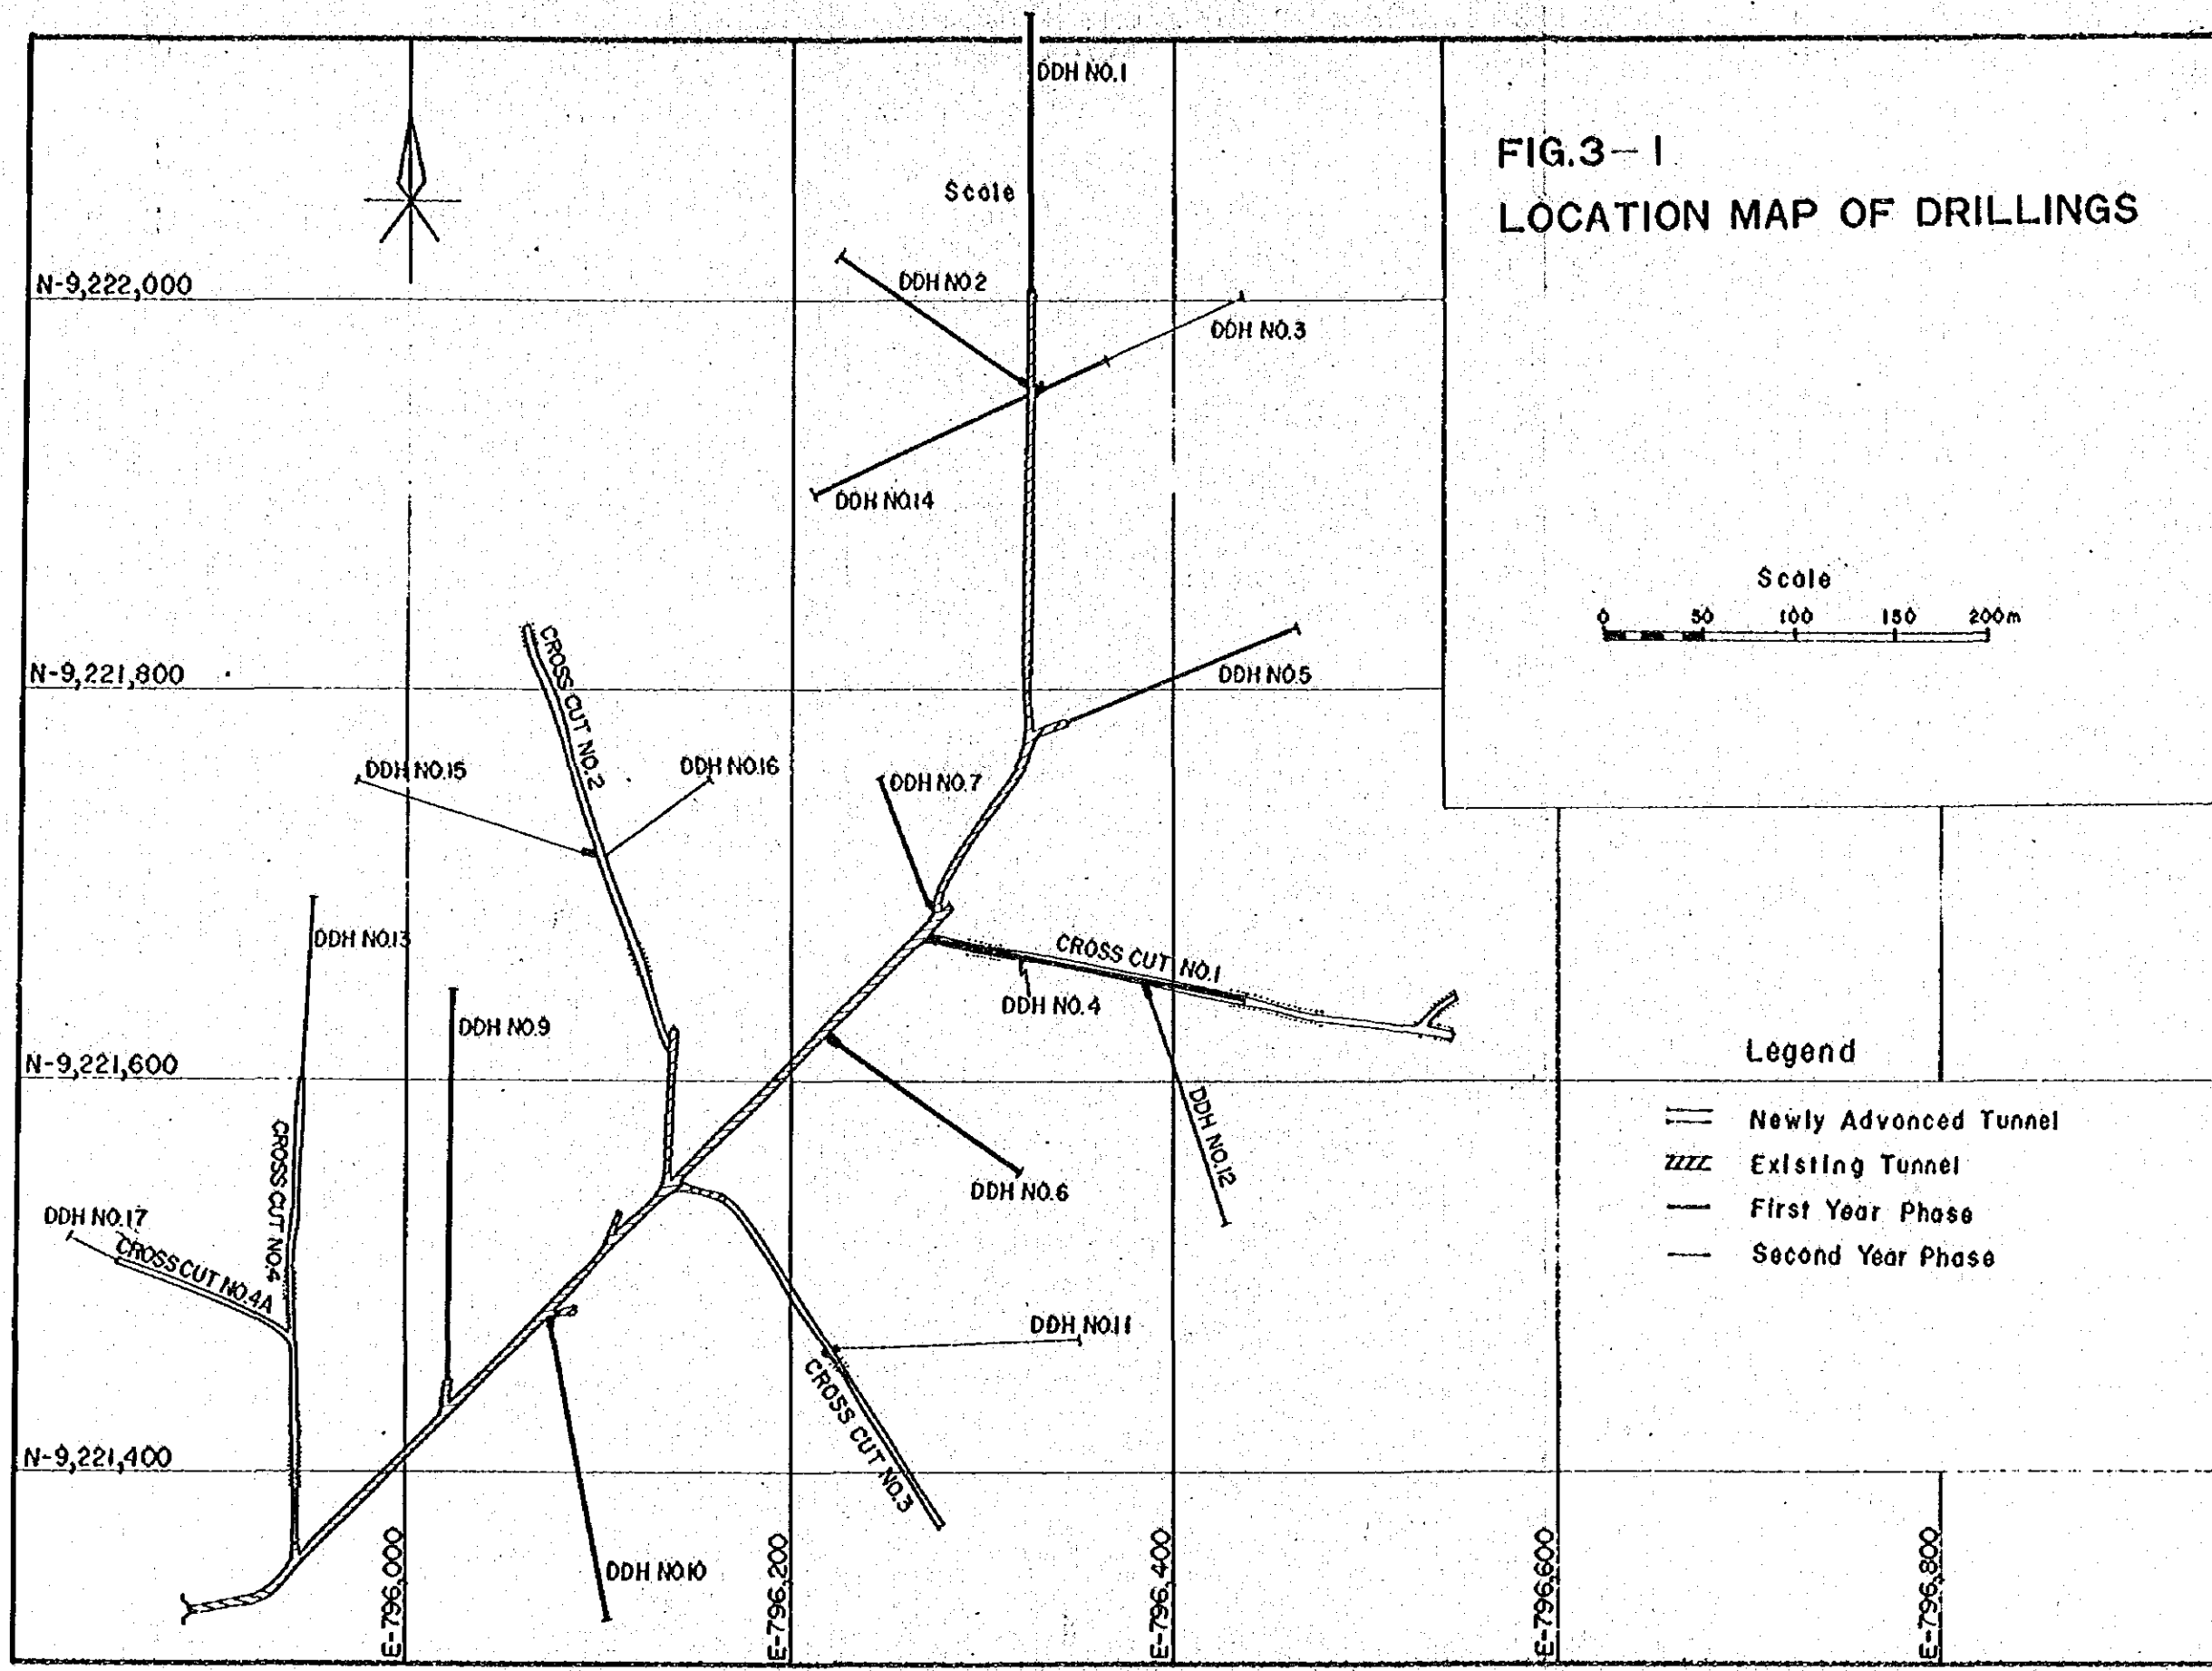 DDH NO.1
FIG.3-1
LOCATION MAP OF DRILLINGS
Scale
N-9,222,000
DDH NO2
DDH NO.3
DDH NO.14
Scale
0 50 100 150 200m
CROSS CUT NO.2
N-9,221,800
DDH NO.5
DDH NO.15
DDH NO.16
DDH NO.7
DDH NO.13
CROSS CUT NO.1
DDH NO.4
DDH NO.9
Legend
N-9,221,600
DDH NO.12
Newly Advanced Tunnel
CROSS CUT NO.4
Existing Tunnel
DDH NO.6
First Year Phase
DDH NO.17
CROSS CUT NO.4A
Second Year Phase
DDH NO.11
CROSS CUT NO.3
N-9,221,400
DDH NO10
E-796,000
E-796,200
E-796,400
E-796,600
E-796,800